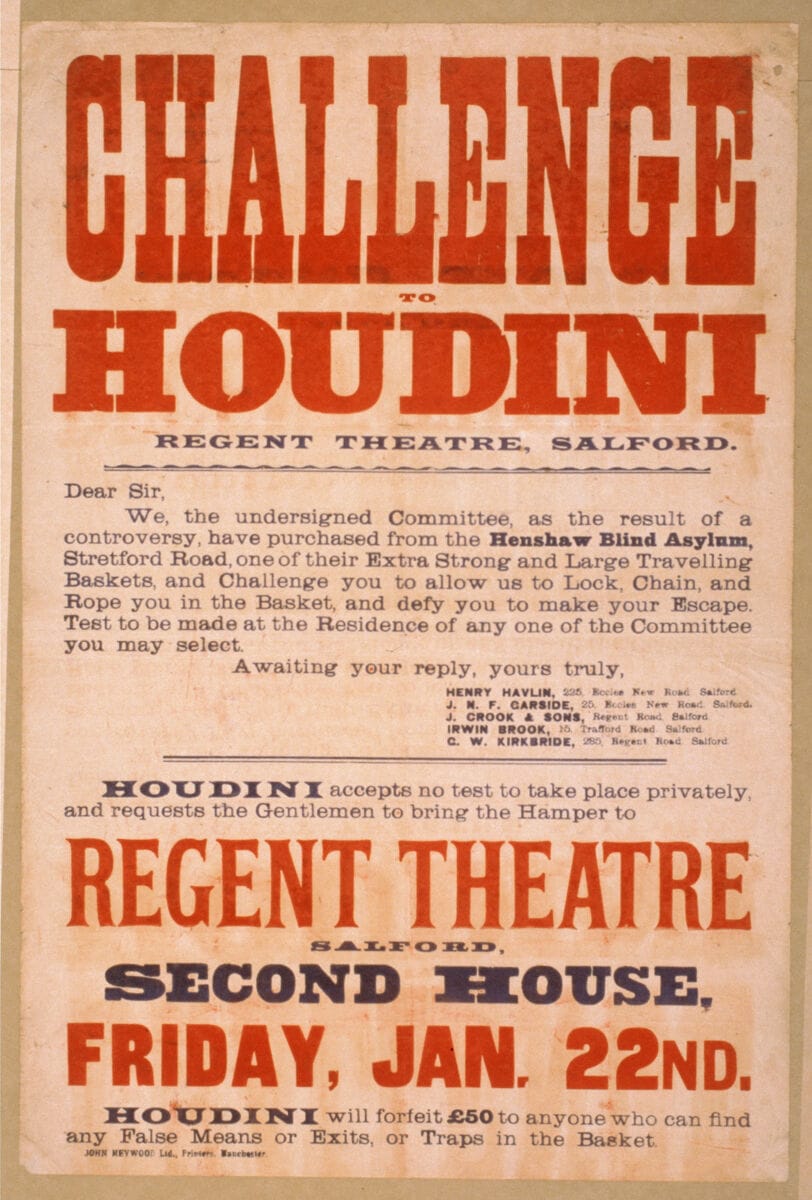 CHALLENGE
TO
HOUDINI
REGENT THEATRE, SALFORD.
Dear Sir,
We, the undersigned Committee, as the result of a
controversy, have purchased from the Henshaw Blind Asylum,
Stretford Road, one of their Extra Strong and Large Travelling
Baskets, and Challenge you to allow us to Lock, Chain, and
Rope you in the Basket, and defy you to make your Escape.
Test to be made at the Residence of any one of the Committee
you may select.
Awaiting your reply, yours truly,
HENRY HAVLIN, 225, Eccles New Road. Salford.
J. N. F. GARSIDE, 25, Eccles New Road. Salford.
J. CROOK & SONS, Regent Road. Salford.
IRWIN BROOK, 15, Trafford Road. Salford.
C. W. KIRKBRIDE, 285, Regent Road. Salford.
HOUDINI accepts no test to take place privately,
and requests the Gentlemen to bring the Hamper to
REGENT THEATRE
SALFORD,
SECOND HOUSE,
FRIDAY, JAN. 22ND.
HOUDINI will forfeit £50 to anyone who can find
any False Means or Exits, or Traps in the Basket.
JOHN HEYWOOD Ltd., Printers, Manchester.